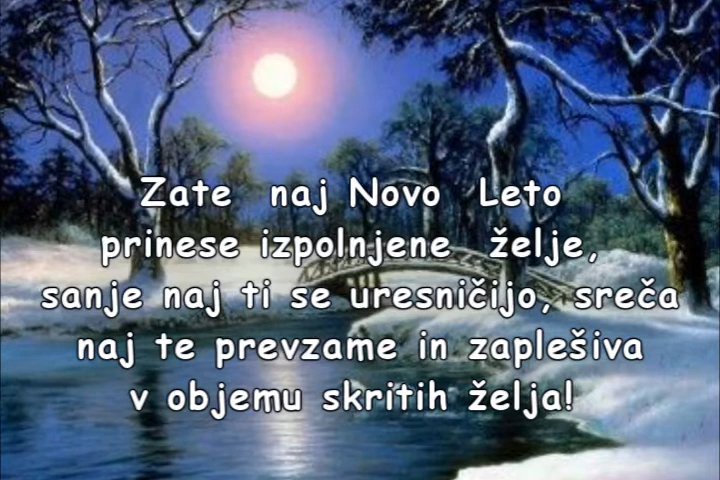 Zate naj Novo Leto
prinese izpolnjene želje,
sanje naj ti se uresničijo, sreča
naj te prevzame in zaplešiva
v objemu skritih želja!